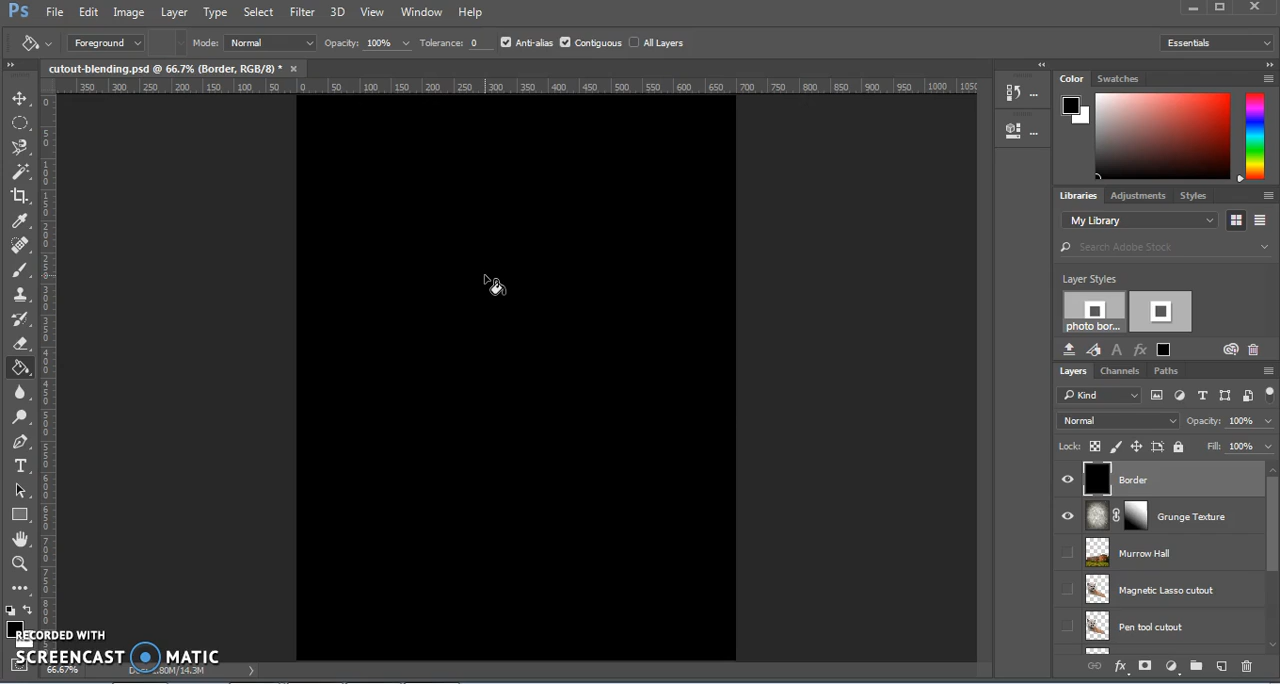 Ps File Edit Image Layer Type Select Filter 3D View Window Help
Foreground Mode: Normal Opacity: 100% Tolerance: 0 Anti-alias Contiguous All Layers Essentials
cutout-blending.psd @ 66.7% (Border, RGB/8) *
350 300 250 200 150 100 50 0 50 100 150 200 250 300 350 400 450 500 550 600 650 700 750 800 850 900 950 1000 1050
Color Swatches
Libraries Adjustments Styles
My Library
Search Adobe Stock
Layer Styles
photo bor...
Layers Channels Paths
Kind
Normal Opacity: 100%
Lock: Fill: 100%
Border
Grunge Texture
Murrow Hall
Magnetic Lasso cutout
Pen tool cutout
RECORDED WITH
SCREENCAST MATIC
66.67%